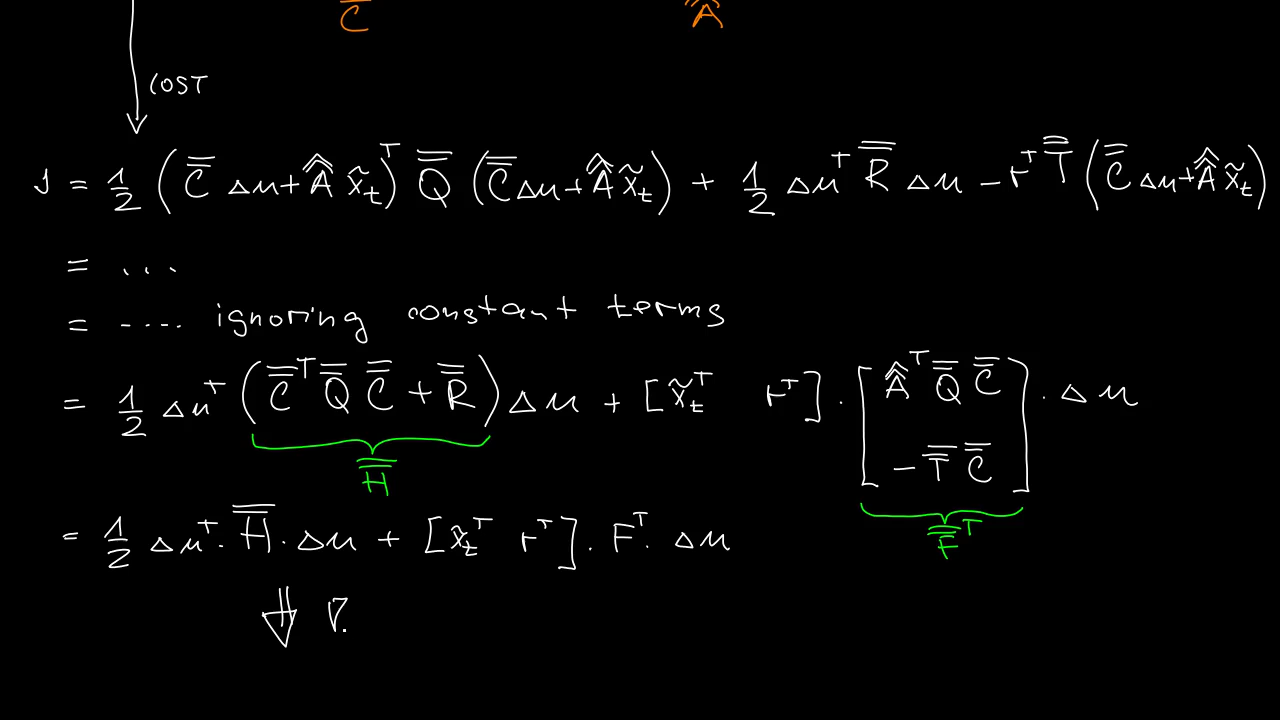 C̿ Â̂
COST
J = 1/2 (C̿ Δu + Â̂ x̃ₜ)ᵀ Q̿ (C̿ Δu + Â̂ x̃ₜ) + 1/2 Δuᵀ R̿ Δu − rᵀ T̿ (C̿ Δu + Â̂ x̃ₜ)
= ...
= .... ignoring constant terms
= 1/2 Δuᵀ (C̿ᵀ Q̿ C̿ + R̿) Δu + [x̃ₜᵀ rᵀ] · [Â̂ᵀ Q̿ C̿
− T̿ C̿] · Δu
H̿ F̿ᵀ
= 1/2 Δuᵀ · H̿ · Δu + [x̃ₜᵀ rᵀ] · Fᵀ · Δu